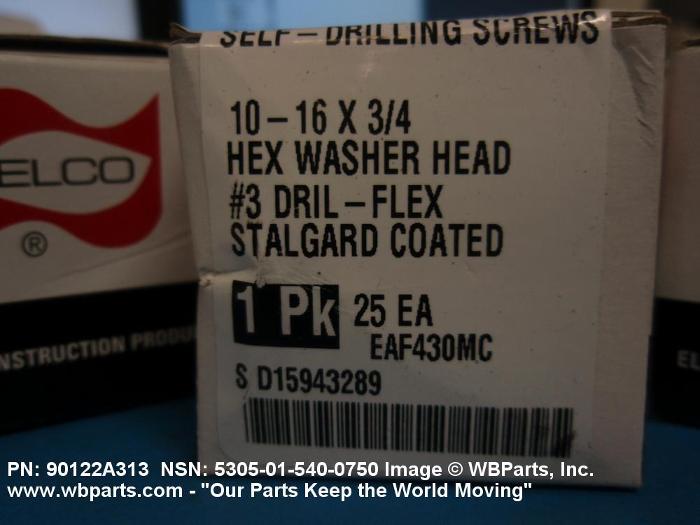 SELF-DRILLING SCREWS
10-16 X 3/4
HEX WASHER HEAD
#3 DRIL-FLEX
STALGARD COATED
1 Pk 25 EA
EAF430MC
S D15943289
ELCO
®
NSTRUCTION PRODU
EL
PN: 90122A313 NSN: 5305-01-540-0750 Image © WBParts, Inc.
www.wbparts.com - "Our Parts Keep the World Moving"